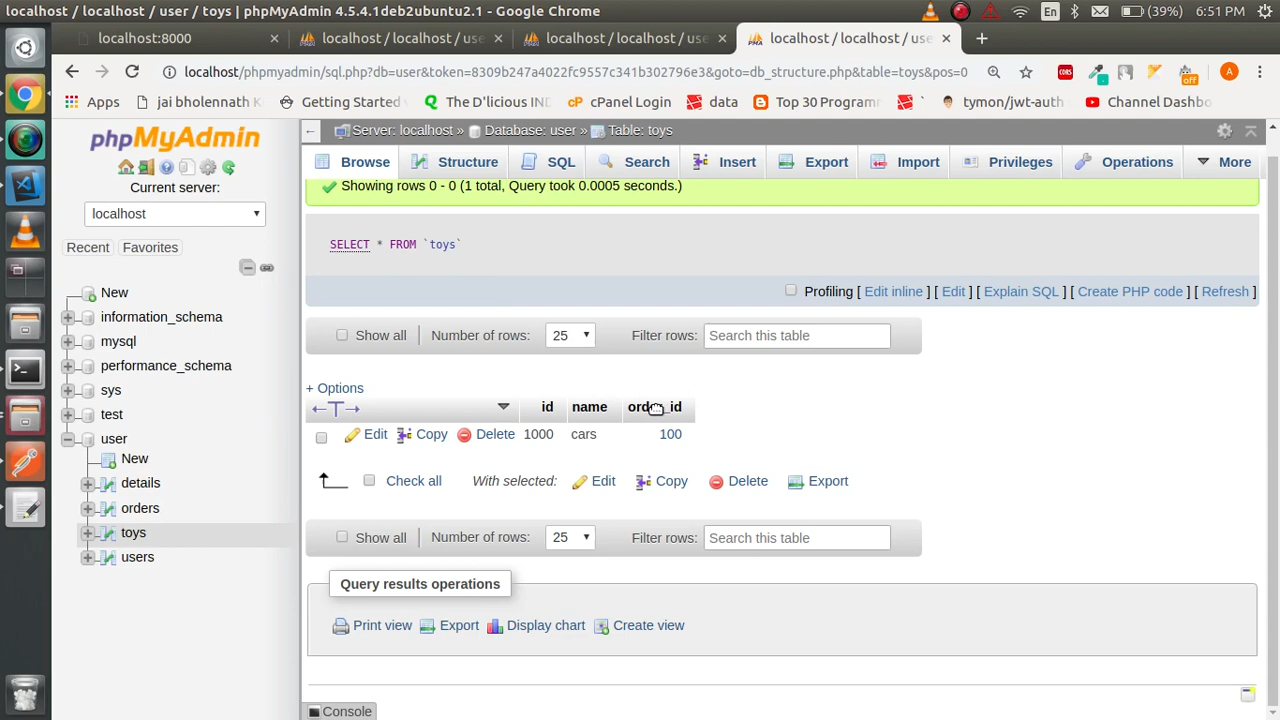 localhost / localhost / user / toys | phpMyAdmin 4.5.4.1deb2ubuntu2.1 - Google Chrome
En
(39%)
6:51 PM
localhost:8000
localhost / localhost / use
localhost / localhost / use
localhost / localhost / use
localhost/phpmyadmin/sql.php?db=user&token=8309b247a4022fc9557c341b302796e3&goto=db_structure.php&table=toys&pos=0
CORS
off
A
Apps
jai bholennath K
Getting Started
The D'licious IND
cPanel Login
data
Top 30 Program
tymon/jwt-auth
Channel Dashbo
phpMyAdmin
Current server:
localhost
Recent
Favorites
New
information_schema
mysql
performance_schema
sys
test
user
New
details
orders
toys
users
Server: localhost » Database: user » Table: toys
Browse
Structure
SQL
Search
Insert
Export
Import
Privileges
Operations
More
Showing rows 0 - 0 (1 total, Query took 0.0005 seconds.)
SELECT * FROM `toys`
Profiling [ Edit inline ] [ Edit ] [ Explain SQL ] [ Create PHP code ] [ Refresh ]
Show all
Number of rows:
25
Filter rows:
Search this table
+ Options
id
name
order_id
Edit
Copy
Delete
1000
cars
100
Check all
With selected:
Edit
Copy
Delete
Export
Show all
Number of rows:
25
Filter rows:
Search this table
Query results operations
Print view
Export
Display chart
Create view
Console